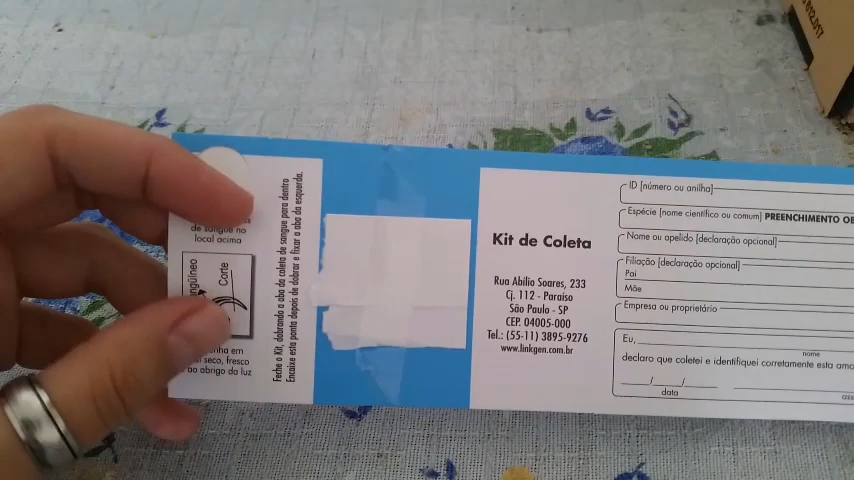 de sangue no
local acima
Corte
em
seco, fresco
ao abrigo da luz
Feche o Kit, dobrando a aba da coleta de sangue para dentro
Encaixe esta ponta depois de dobrar e fixar a aba da esquerda.
Kit de Coleta
Rua Abílio Soares, 233
Cj. 112 - Paraíso
São Paulo - SP
CEP. 04005-000
Tel.: (55-11) 3895-9276
www.linkgen.com.br
ID [número ou anilha]
Espécie [nome científico ou comum] PREENCHIMENTO
Nome ou apelido [declaração opcional]
Filiação [declaração opcional]
Pai
Mãe
Empresa ou proprietário
Eu,
nome
declaro que coletei e identifiquei corretamente esta
data